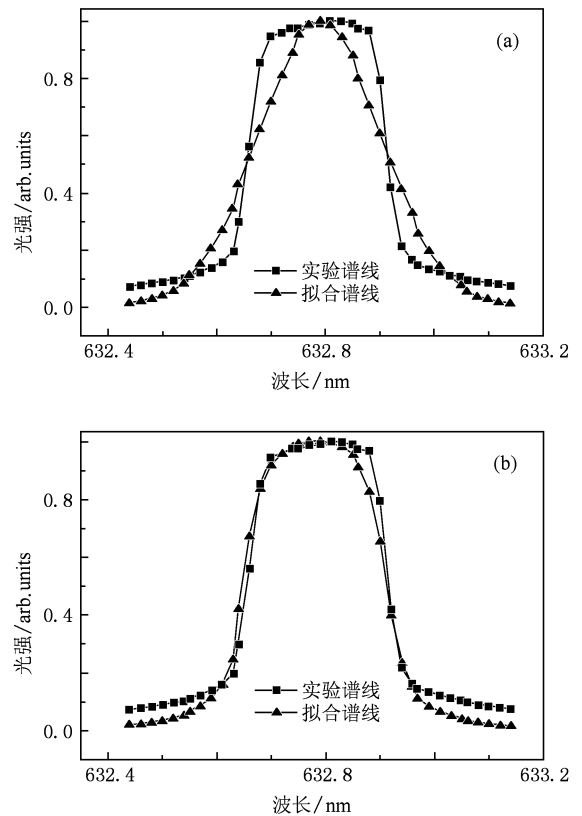 (a)
0.8
0.4
0.0
光强/arb.units
实验谱线
拟合谱线
632.4 632.8 633.2
波长/nm
(b)
0.8
0.4
0.0
光强/arb.units
实验谱线
拟合谱线
632.4 632.8 633.2
波长/nm